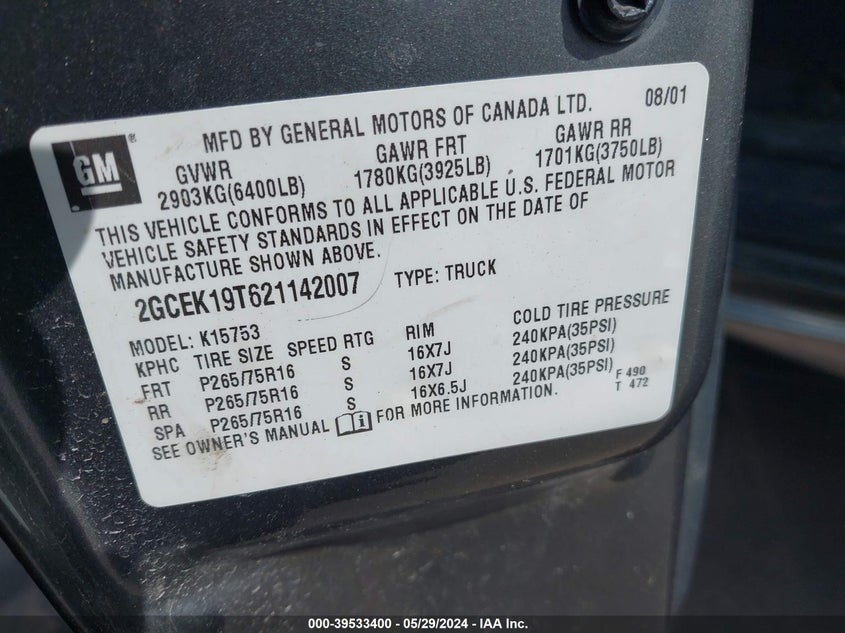 GM ®
MFD BY GENERAL MOTORS OF CANADA LTD. 08/01
GVWR GAWR FRT GAWR RR
2903KG(6400LB) 1780KG(3925LB) 1701KG(3750LB)
THIS VEHICLE CONFORMS TO ALL APPLICABLE U.S. FEDERAL MOTOR
VEHICLE SAFETY STANDARDS IN EFFECT ON THE DATE OF
MANUFACTURE SHOWN ABOVE.
2GCEK19T621142007 TYPE: TRUCK
MODEL: K15753
KPHC TIRE SIZE SPEED RTG RIM COLD TIRE PRESSURE
FRT P265/75R16 S 16X7J 240KPA(35PSI)
RR P265/75R16 S 16X7J 240KPA(35PSI)
SPA P265/75R16 S 16X6.5J 240KPA(35PSI)
SEE OWNER'S MANUAL i FOR MORE INFORMATION.
F 490
T 472
000-39533400 - 05/29/2024 - IAA Inc.